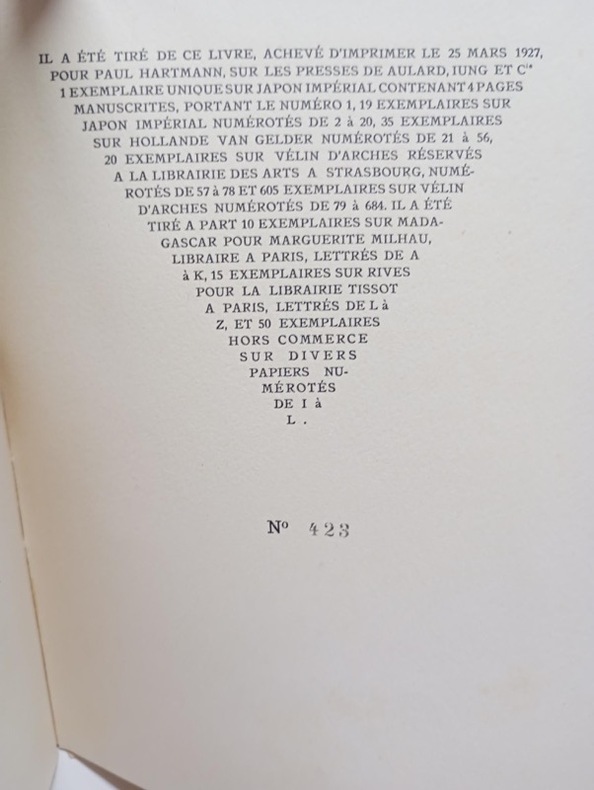 IL A ÉTÉ TIRÉ DE CE LIVRE, ACHEVÉ D'IMPRIMER LE 25 MARS 1927,
POUR PAUL HARTMANN, SUR LES PRESSES DE AULARD, IUNG ET Cie
1 EXEMPLAIRE UNIQUE SUR JAPON IMPÉRIAL CONTENANT 4 PAGES
MANUSCRITES, PORTANT LE NUMÉRO 1, 19 EXEMPLAIRES SUR
JAPON IMPÉRIAL NUMÉROTÉS DE 2 à 20, 35 EXEMPLAIRES
SUR HOLLANDE VAN GELDER NUMÉROTÉS DE 21 à 56,
20 EXEMPLAIRES SUR VÉLIN D'ARCHES RÉSERVÉS
A LA LIBRAIRIE DES ARTS A STRASBOURG, NUMÉ-
ROTÉS DE 57 à 78 ET 605 EXEMPLAIRES SUR VÉLIN
D'ARCHES NUMÉROTÉS DE 79 à 684. IL A ÉTÉ
TIRÉ A PART 10 EXEMPLAIRES SUR MADA-
GASCAR POUR MARGUERITE MILHAU,
LIBRAIRE A PARIS, LETTRÉS DE A
à K, 15 EXEMPLAIRES SUR RIVES
POUR LA LIBRAIRIE TISSOT
A PARIS, LETTRÉS DE L à
Z, ET 50 EXEMPLAIRES
HORS COMMERCE
SUR DIVERS
PAPIERS NU-
MÉROTÉS
DE I à
L .
Nº 423